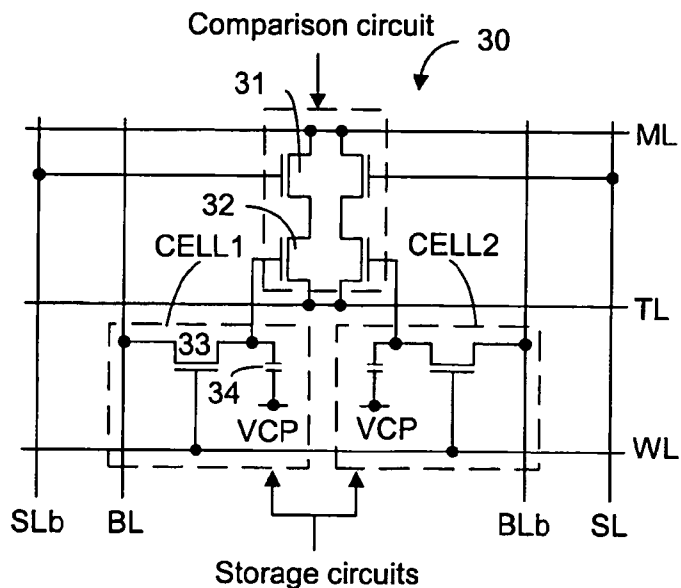 Comparison circuit
30
31
ML
32
CELL1
CELL2
TL
33
34
VCP
VCP
WL
SLb
BL
BLb
SL
Storage circuits